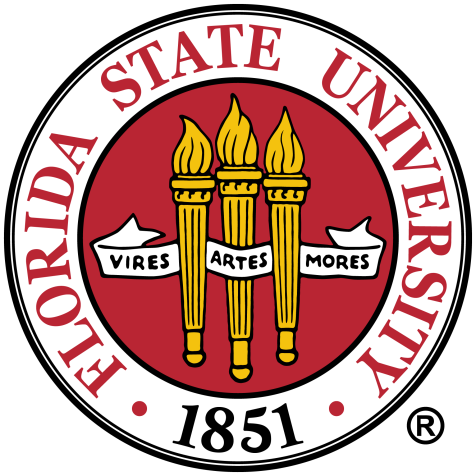 FLORIDA STATE UNIVERSITY
VIRES ARTES MORES
• 1851 •
®